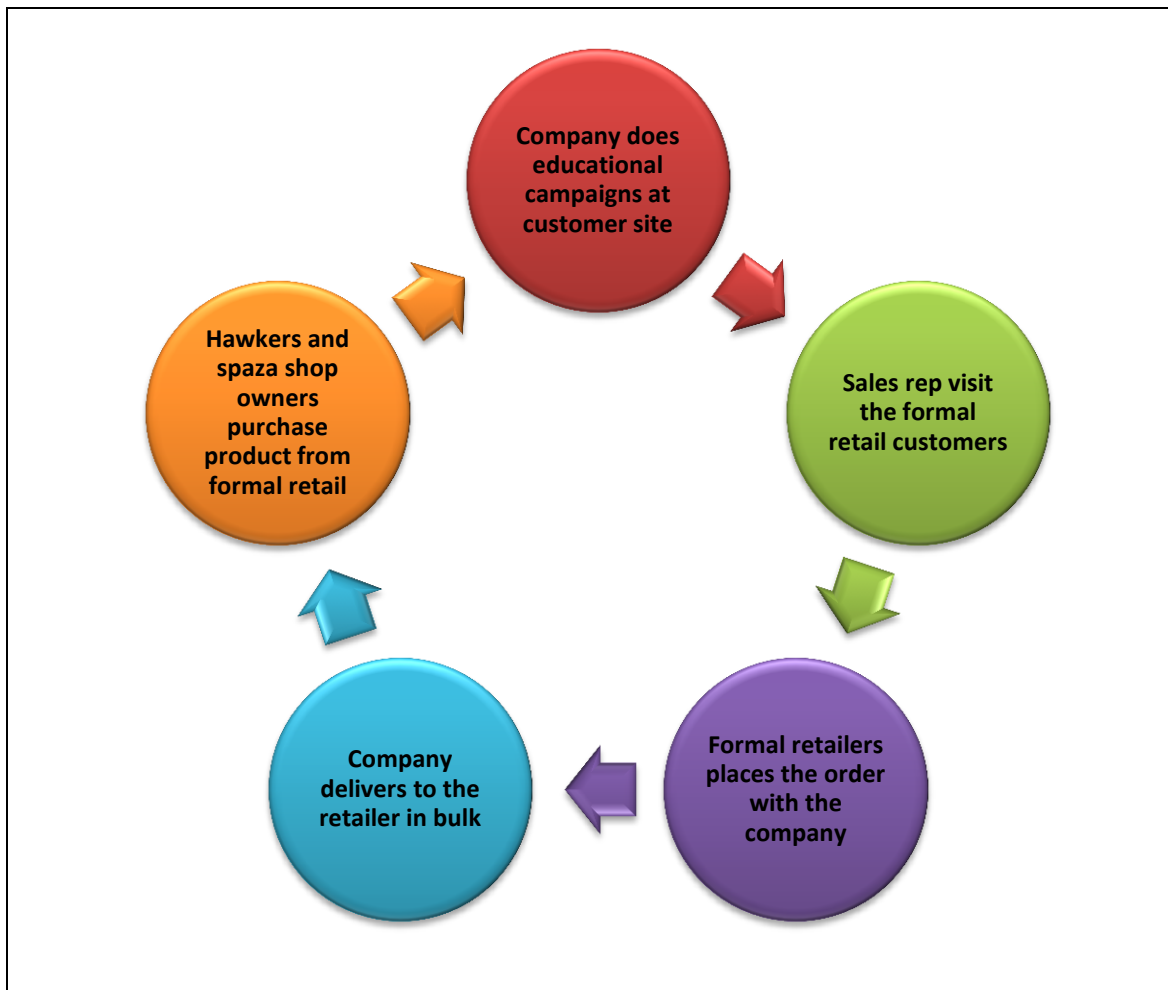 Company does
educational
campaigns at
customer site
Sales rep visit
the formal
retail customers
Formal retailers
places the order
with the
company
Company
delivers to the
retailer in bulk
Hawkers and
spaza shop
owners
purchase
product from
formal retail